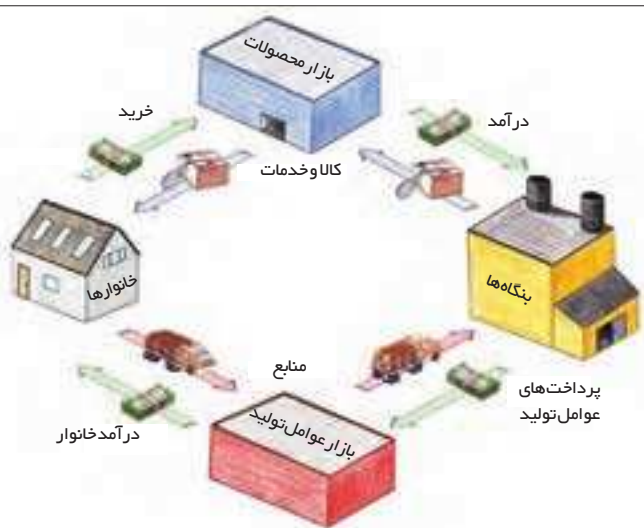 بازار محصولات
خرید
درآمد
کالا و خدمات
خانوارها
بنگاه‌ها
منابع
پرداخت‌های
عوامل تولید
درآمد خانوار
بازار عوامل تولید